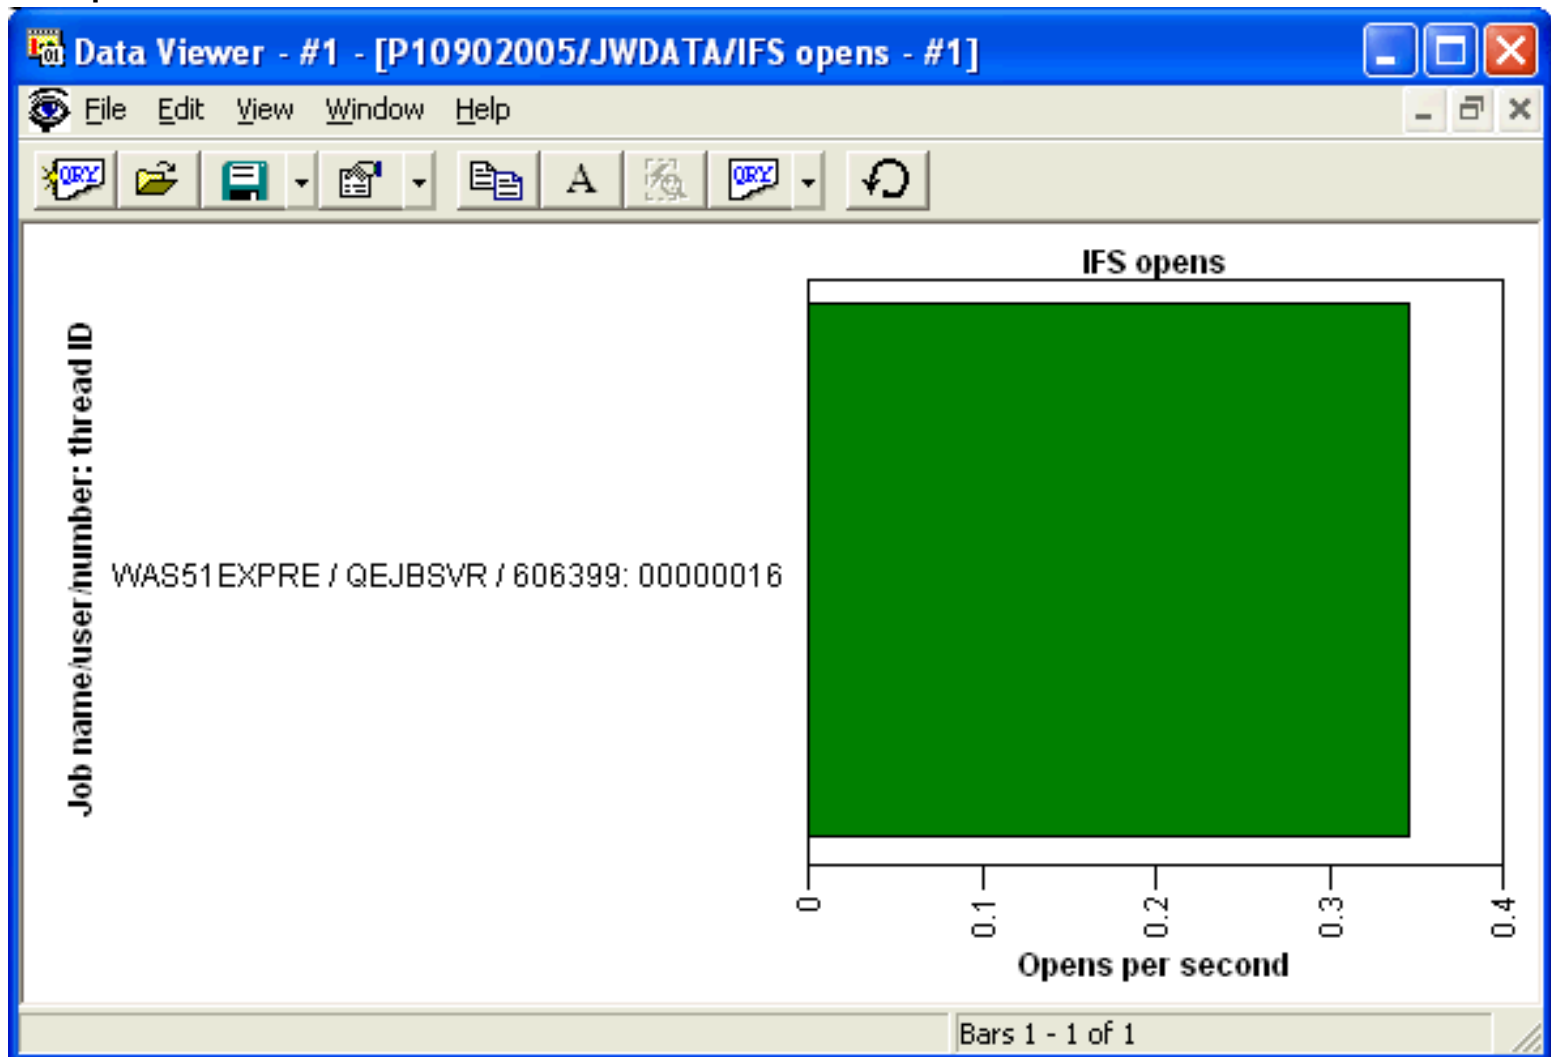 Data Viewer - #1 - [P10902005/JWDATA/IFS opens - #1]
File Edit View Window Help
QRY A QRY
IFS opens
Job name/user/number: thread ID
WAS51EXPRE / QEJBSVR / 606399: 00000016
0 0.1 0.2 0.3 0.4
Opens per second
Bars 1 - 1 of 1